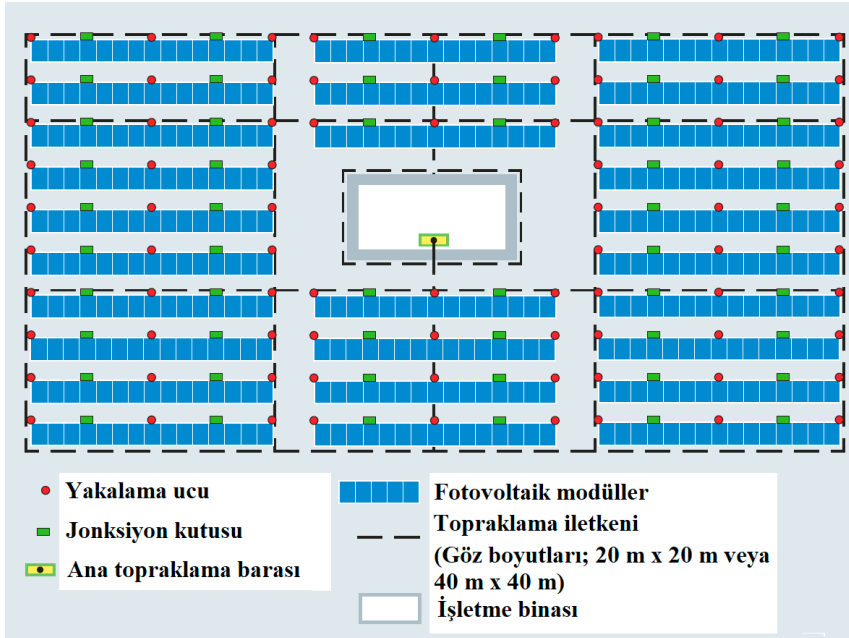 Yakalama ucu
Jonksiyon kutusu
Ana topraklama barası
Fotovoltaik modüller
Topraklama iletkeni
(Göz boyutları; 20 m x 20 m veya
40 m x 40 m)
İşletme binası